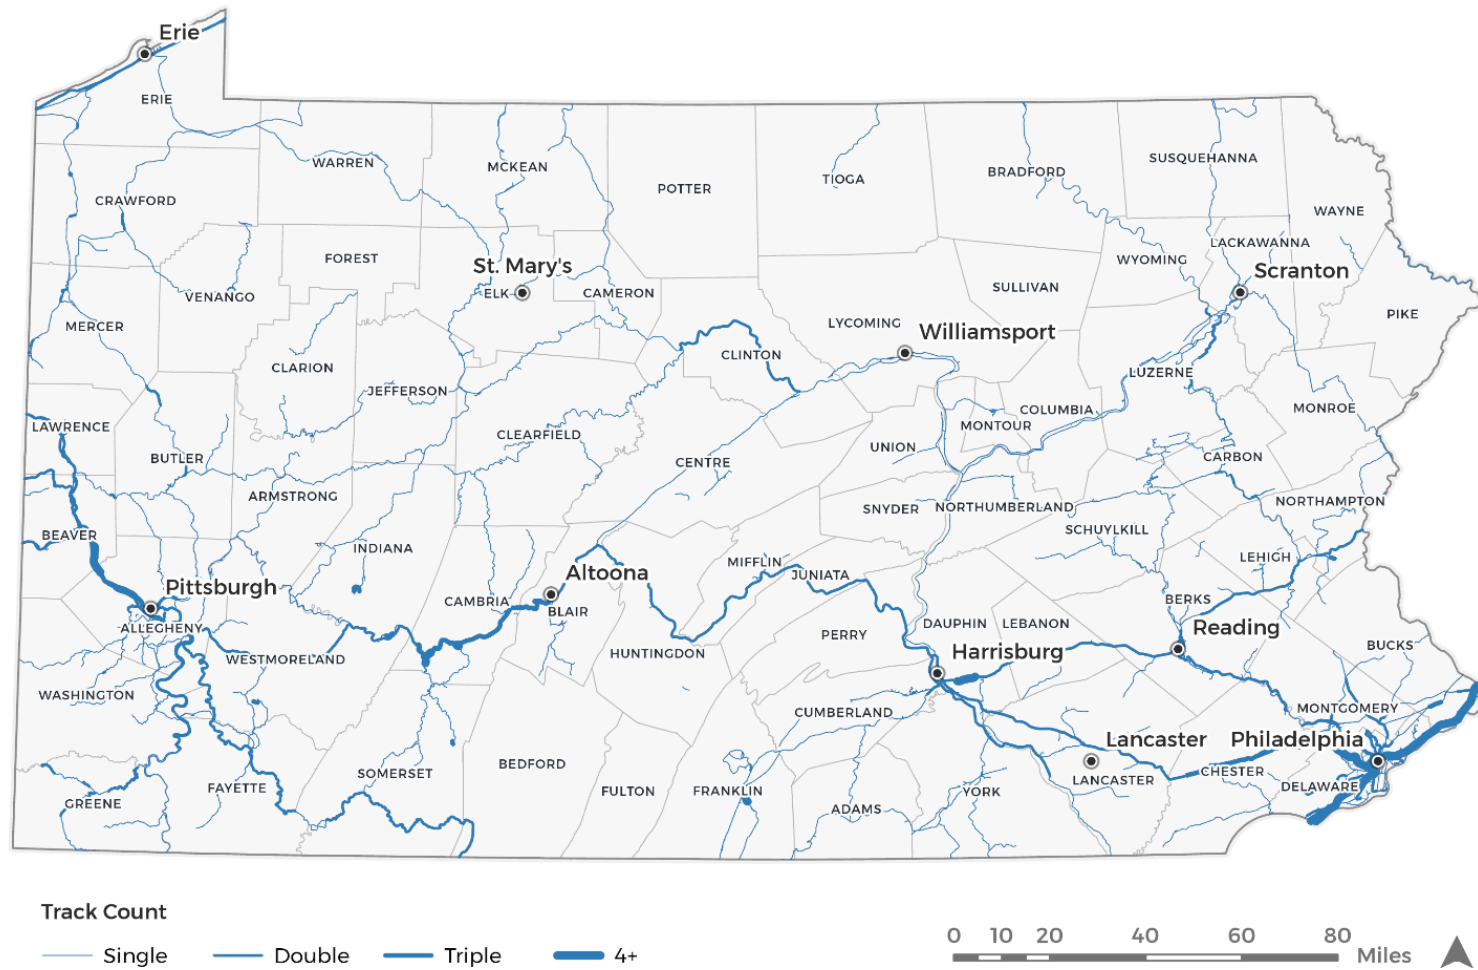 Erie
ERIE
WARREN
MCKEAN
POTTER
TIOGA
BRADFORD
SUSQUEHANNA
CRAWFORD
WAYNE
LACKAWANNA
FOREST
WYOMING
St. Mary's
Scranton
ELK
CAMERON
VENANGO
SULLIVAN
PIKE
MERCER
LYCOMING
Williamsport
CLINTON
CLARION
LUZERNE
JEFFERSON
COLUMBIA
MONROE
LAWRENCE
MONTOUR
CLEARFIELD
UNION
BUTLER
CENTRE
CARBON
ARMSTRONG
NORTHAMPTON
SNYDER
NORTHUMBERLAND
SCHUYLKILL
BEAVER
INDIANA
LEHIGH
MIFFLIN
JUNIATA
Altoona
Pittsburgh
CAMBRIA
BLAIR
BERKS
ALLEGHENY
DAUPHIN
LEBANON
Reading
PERRY
BUCKS
HUNTINGDON
Harrisburg
WESTMORELAND
WASHINGTON
CUMBERLAND
MONTGOMERY
Lancaster
Philadelphia
BEDFORD
SOMERSET
CHESTER
LANCASTER
FAYETTE
FULTON
FRANKLIN
YORK
DELAWARE
GREENE
ADAMS
Track Count
Single Double Triple 4+
0 10 20 40 60 80
Miles